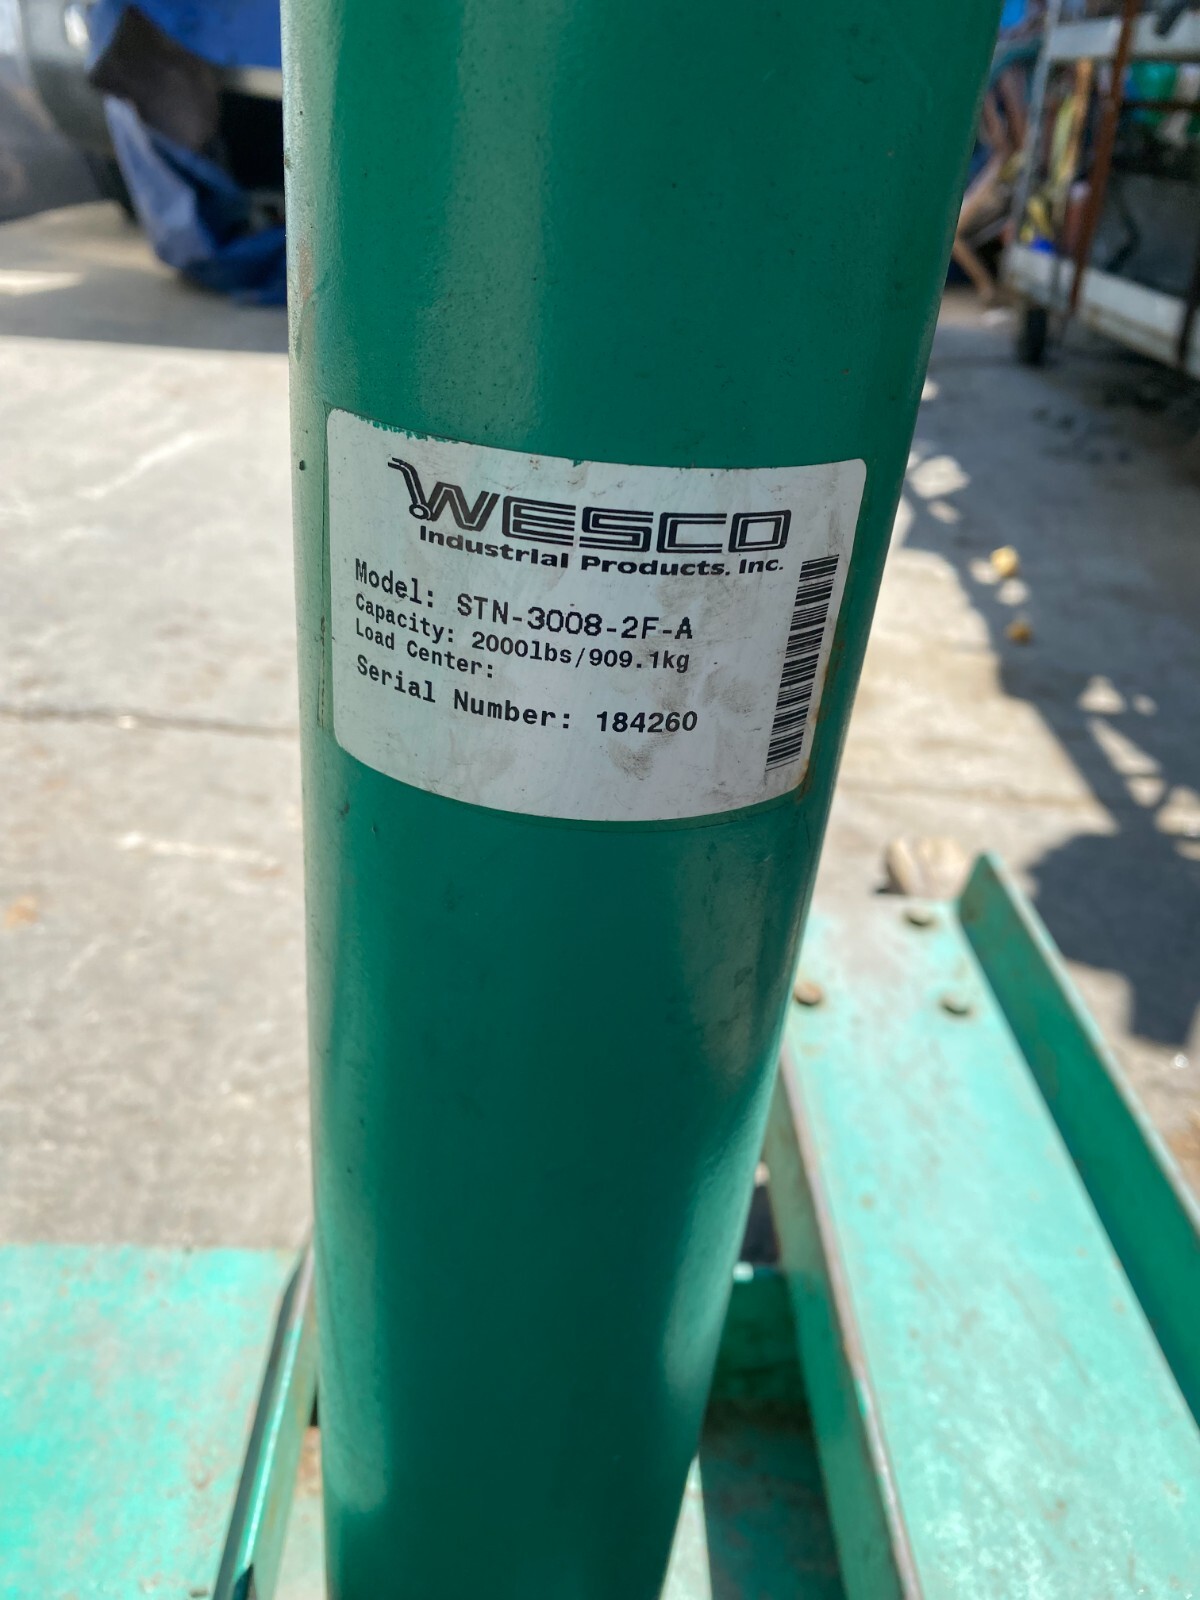 WESCO
Industrial Products, Inc.
Model: STN-3008-2F-A
Capacity: 2000lbs/909.1kg
Load Center:
Serial Number: 184260